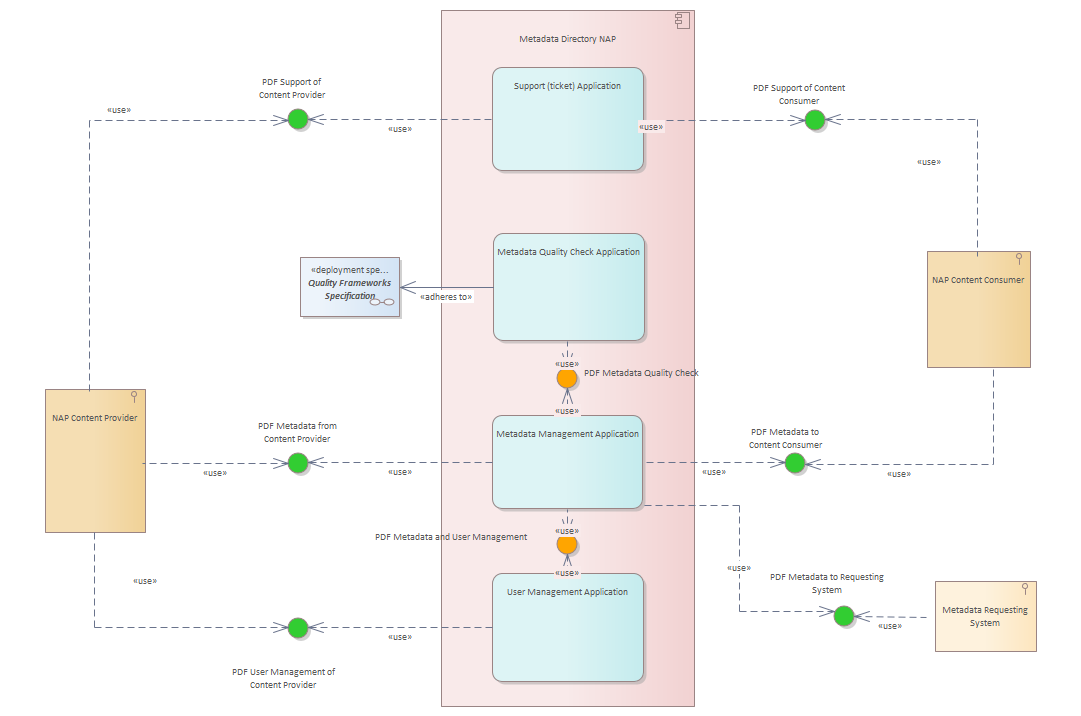 Metadata Directory NAP
PDF Support of
Content Provider
Support (ticket) Application
PDF Support of Content
Consumer
«use»
«use»
«use»
«use»
Metadata Quality Check Application
«deployment spe...
Quality Frameworks
Specification
«adheres to»
NAP Content Consumer
«use»
PDF Metadata Quality Check
«use»
NAP Content Provider
PDF Metadata from
Content Provider
Metadata Management Application
PDF Metadata to
Content Consumer
«use»
«use»
«use»
«use»
«use»
PDF Metadata and User Management
«use»
«use»
«use»
PDF Metadata to Requesting
System
User Management Application
Metadata Requesting
System
«use»
«use»
PDF User Management of
Content Provider